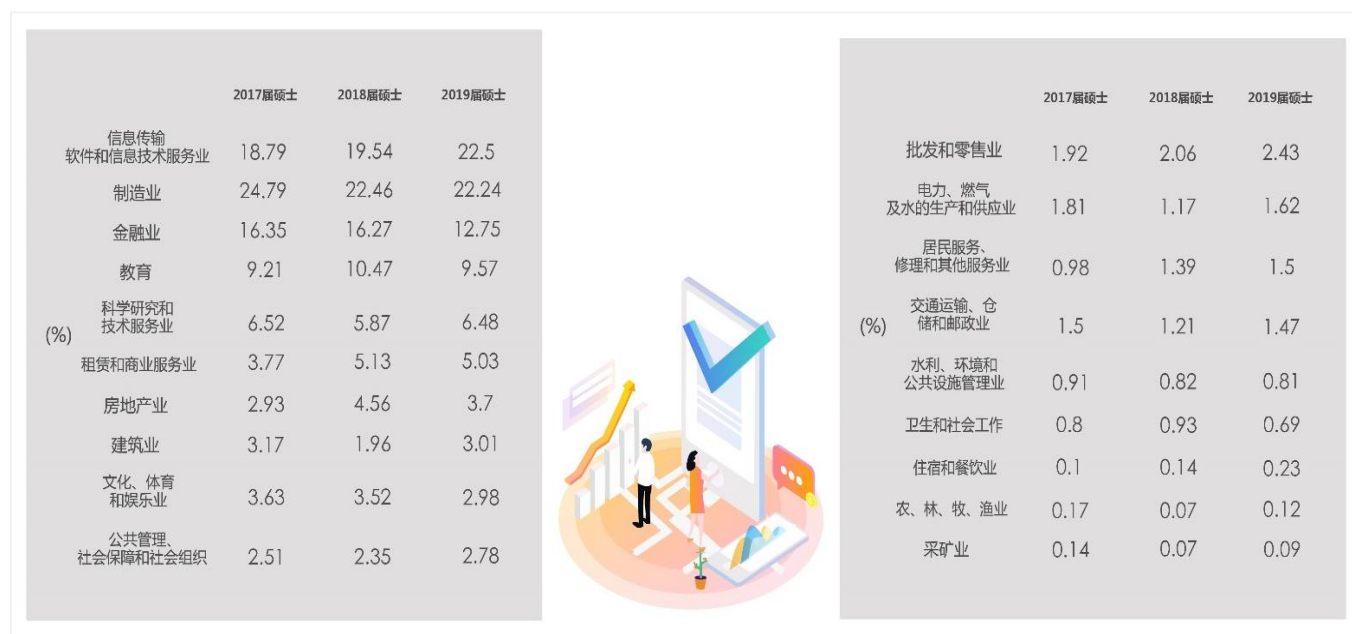 2017届硕士 2018届硕士 2019届硕士
信息传输
软件和信息技术服务业 18.79 19.54 22.5
制造业 24.79 22.46 22.24
金融业 16.35 16.27 12.75
教育 9.21 10.47 9.57
科学研究和
技术服务业 6.52 5.87 6.48
(%)
租赁和商业服务业 3.77 5.13 5.03
房地产业 2.93 4.56 3.7
建筑业 3.17 1.96 3.01
文化、体育
和娱乐业 3.63 3.52 2.98
公共管理、
社会保障和社会组织 2.51 2.35 2.78
2017届硕士 2018届硕士 2019届硕士
批发和零售业 1.92 2.06 2.43
电力、燃气
及水的生产和供应业 1.81 1.17 1.62
居民服务、
修理和其他服务业 0.98 1.39 1.5
交通运输、仓
(%) 储和邮政业 1.5 1.21 1.47
水利、环境和
公共设施管理业 0.91 0.82 0.81
卫生和社会工作 0.8 0.93 0.69
住宿和餐饮业 0.1 0.14 0.23
农、林、牧、渔业 0.17 0.07 0.12
采矿业 0.14 0.07 0.09